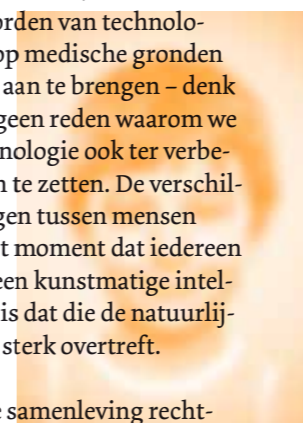 orden van technolo-
op medische gronden
aan te brengen – denk
geen reden waarom we
nologie ook ter verbe-
n te zetten. De verschil-
gen tussen mensen
t moment dat iedereen
een kunstmatige intel-
is dat die de natuurlij-
sterk overtreft.
e samenleving recht-